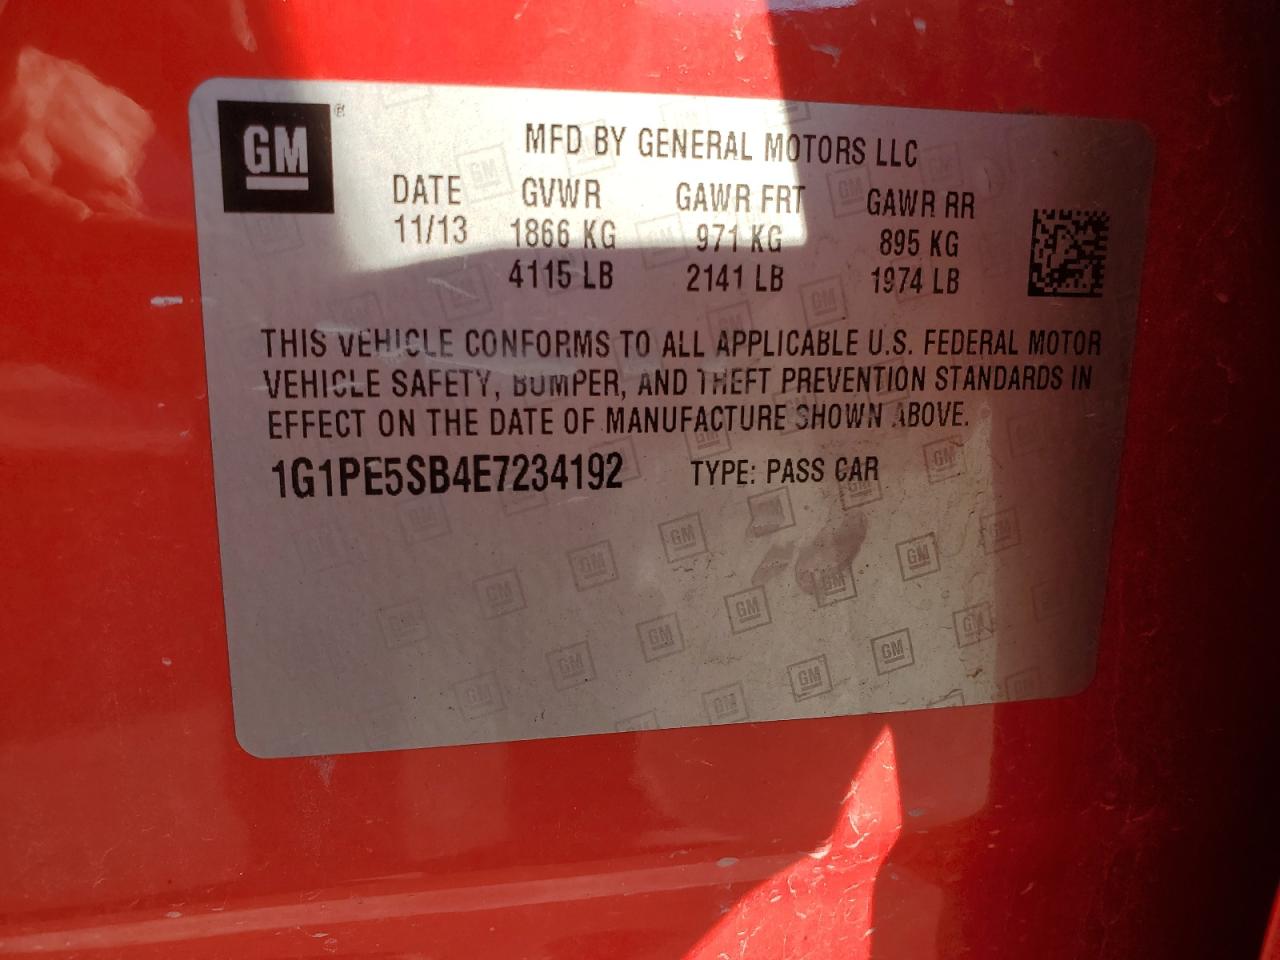 GM ®
MFD BY GENERAL MOTORS LLC
DATE GVWR GAWR FRT GAWR RR
11/13 1866 KG 971 KG 895 KG
4115 LB 2141 LB 1974 LB
THIS VEHICLE CONFORMS TO ALL APPLICABLE U.S. FEDERAL MOTOR
VEHICLE SAFETY, BUMPER, AND THEFT PREVENTION STANDARDS IN
EFFECT ON THE DATE OF MANUFACTURE SHOWN ABOVE.
1G1PE5SB4E7234192 TYPE: PASS CAR